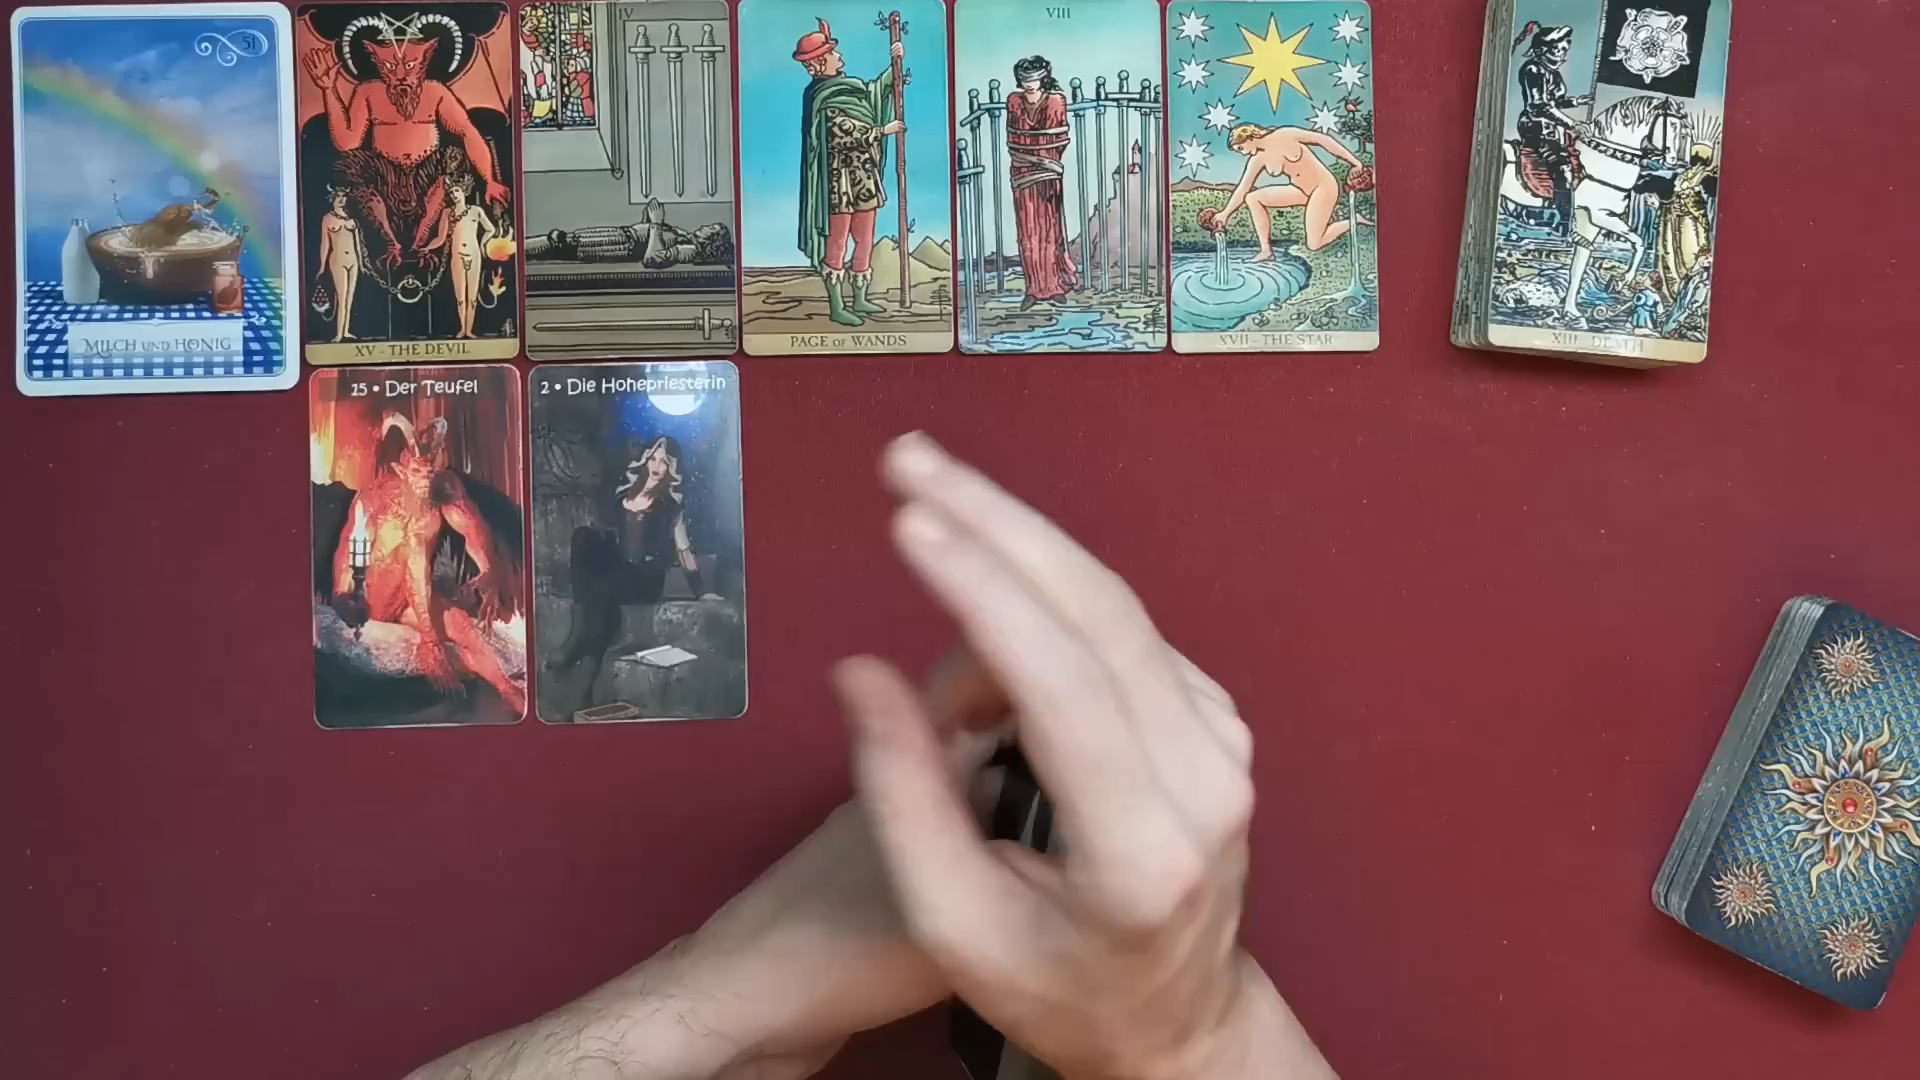 51
MILCH UND HONIG
XV - THE DEVIL
IV
PAGE OF WANDS
VIII
XVII - THE STAR
XIII - DEATH
15 • Der Teufel
2 • Die Hohepriesterin